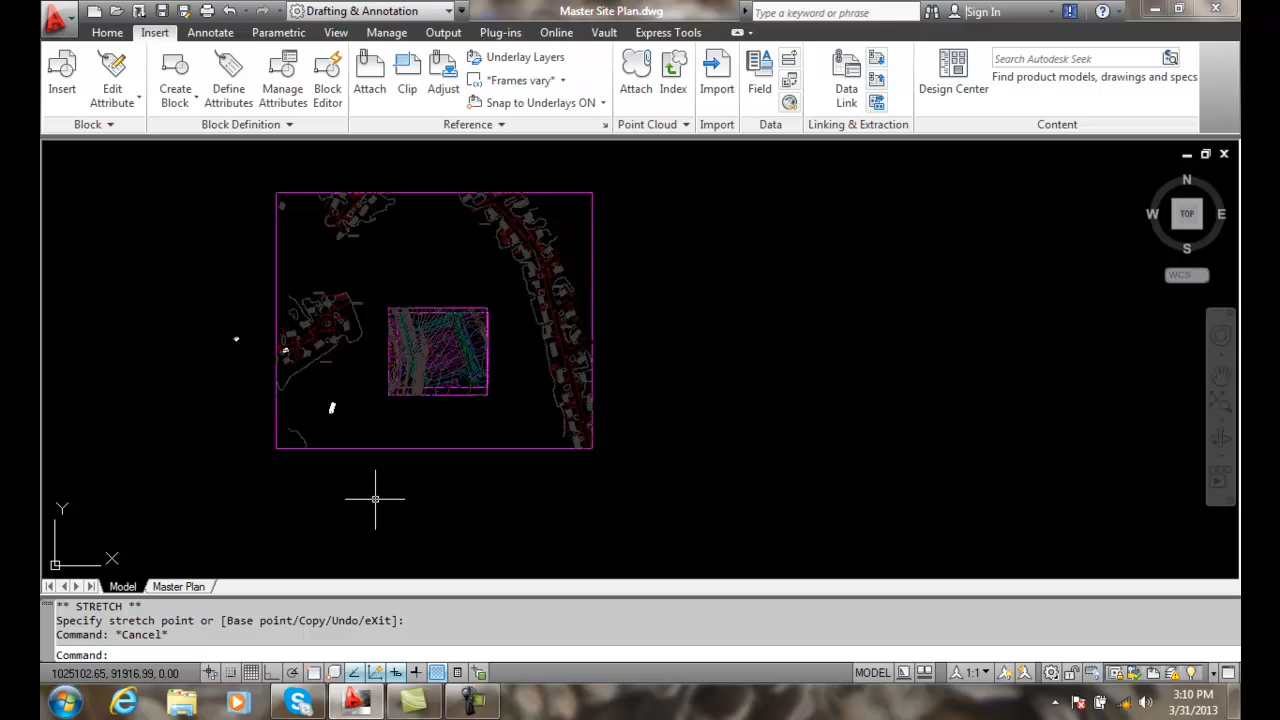 Drafting & Annotation
Master Site Plan.dwg
Type a keyword or phrase
Sign In
Home Insert Annotate Parametric View Manage Output Plug-ins Online Vault Express Tools
Insert
Edit Attribute
Create Block
Define Attributes
Manage Attributes
Block Editor
Attach
Clip
Adjust
Underlay Layers
*Frames vary*
Snap to Underlays ON
Attach
Index
Import
Field
Data Link
Design Center
Search Autodesk Seek
Find product models, drawings and specs
Block
Block Definition
Reference
Point Cloud
Import
Data
Linking & Extraction
Content
N
W TOP E
S
WCS
Y
X
Model Master Plan
** STRETCH **
Specify stretch point or [Base point/Copy/Undo/eXit]:
Command: *Cancel*
Command:
1025102.65, 91916.99, 0.00
MODEL
1:1
3:10 PM
3/31/2013